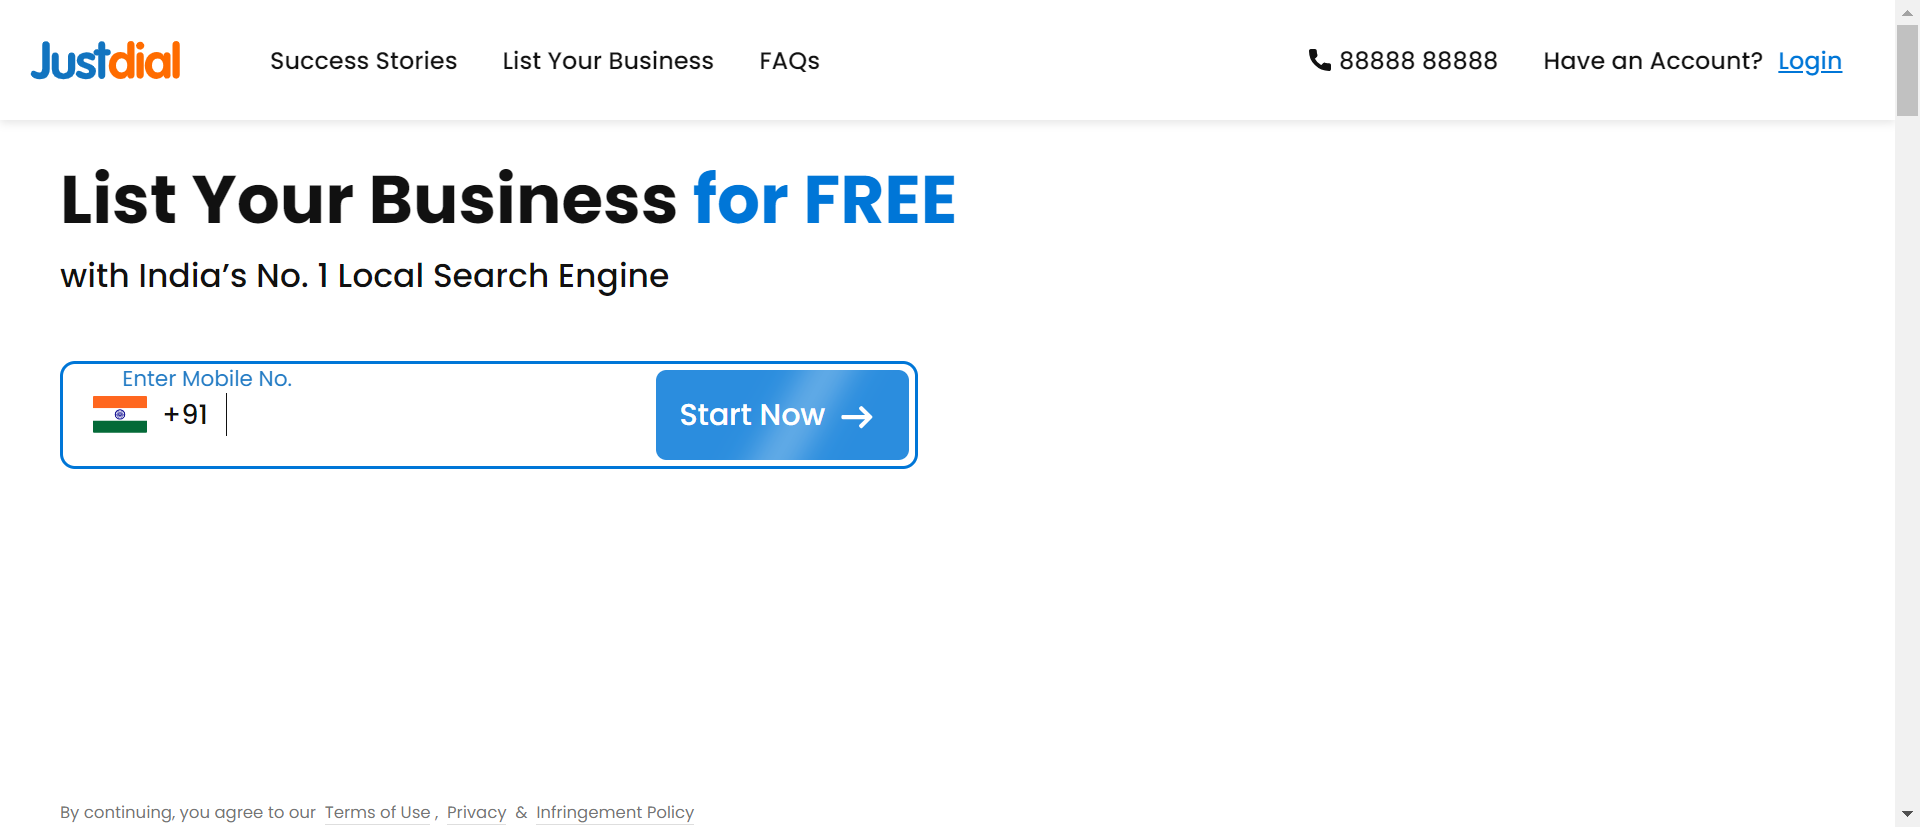 Justdial
Success Stories
List Your Business
FAQs
88888 88888
Have an Account? Login
List Your Business for FREE
with India’s No. 1 Local Search Engine
Enter Mobile No.
+91
Start Now
By continuing, you agree to our Terms of Use , Privacy & Infringement Policy